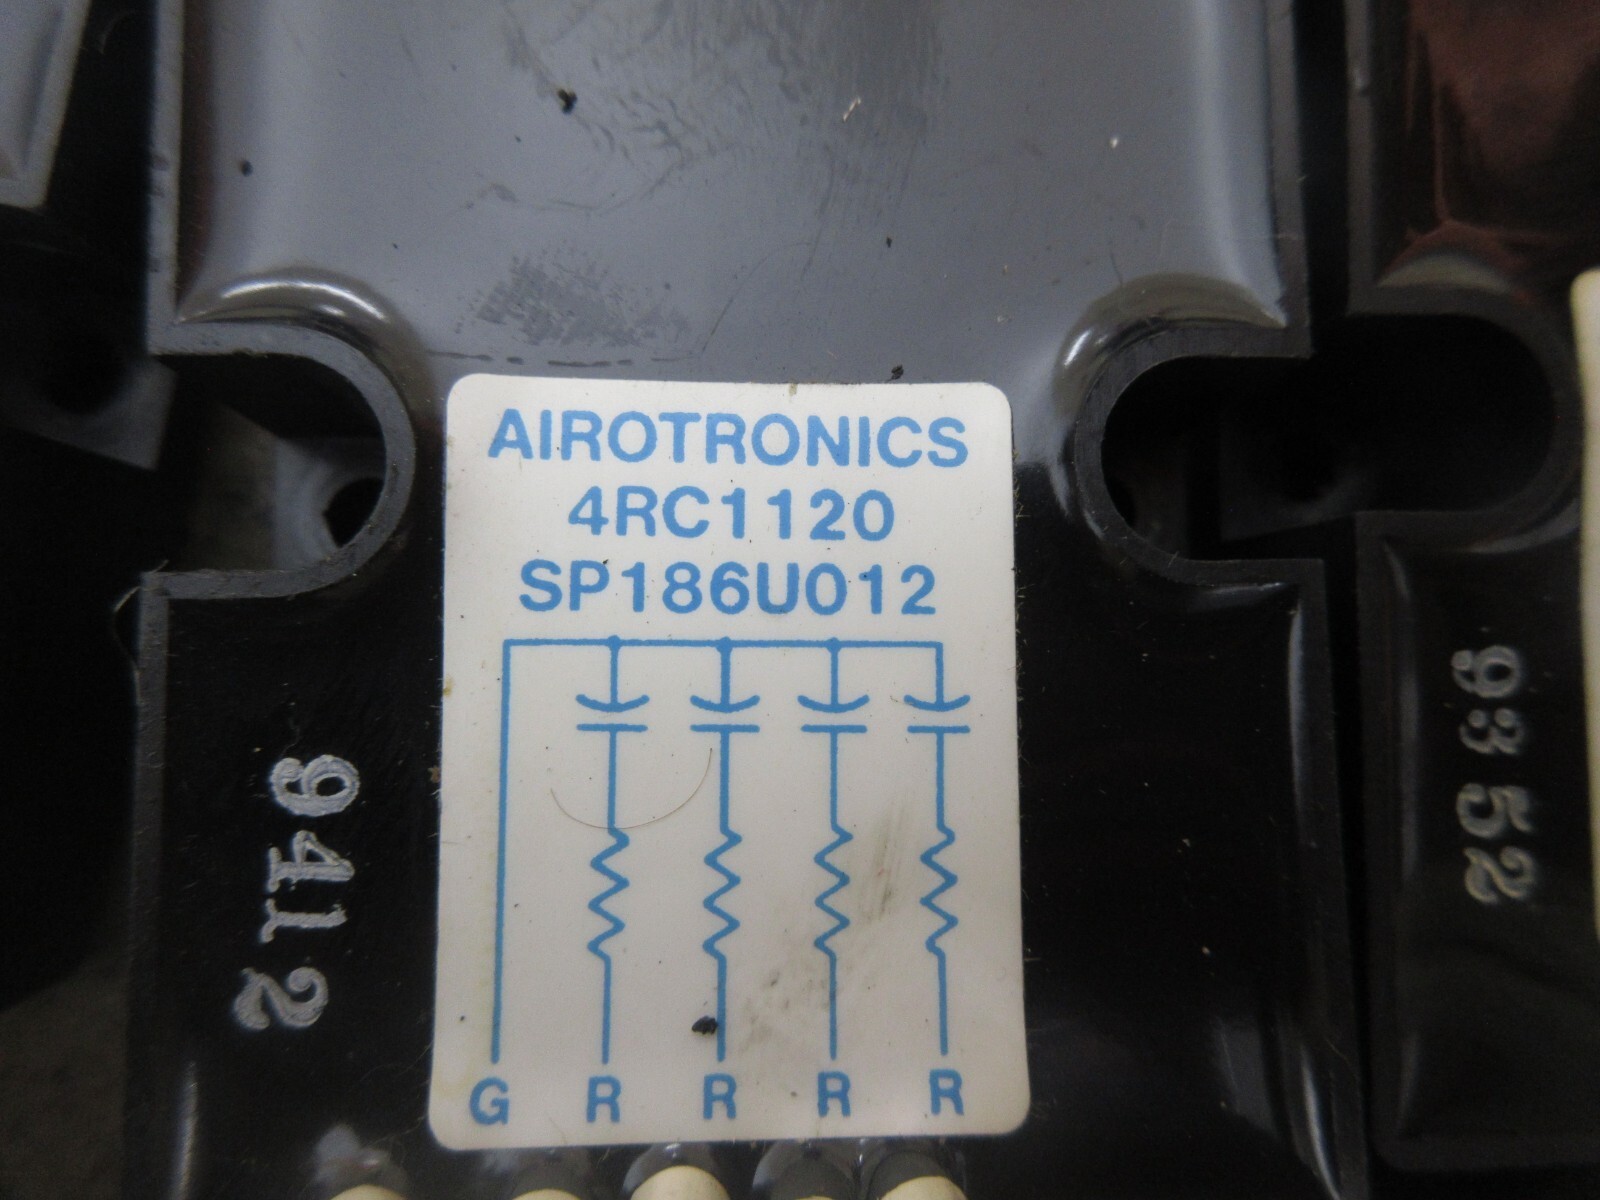 AIROTRONICS
4RC1120
SP186U012
G R R R R
9412
9352